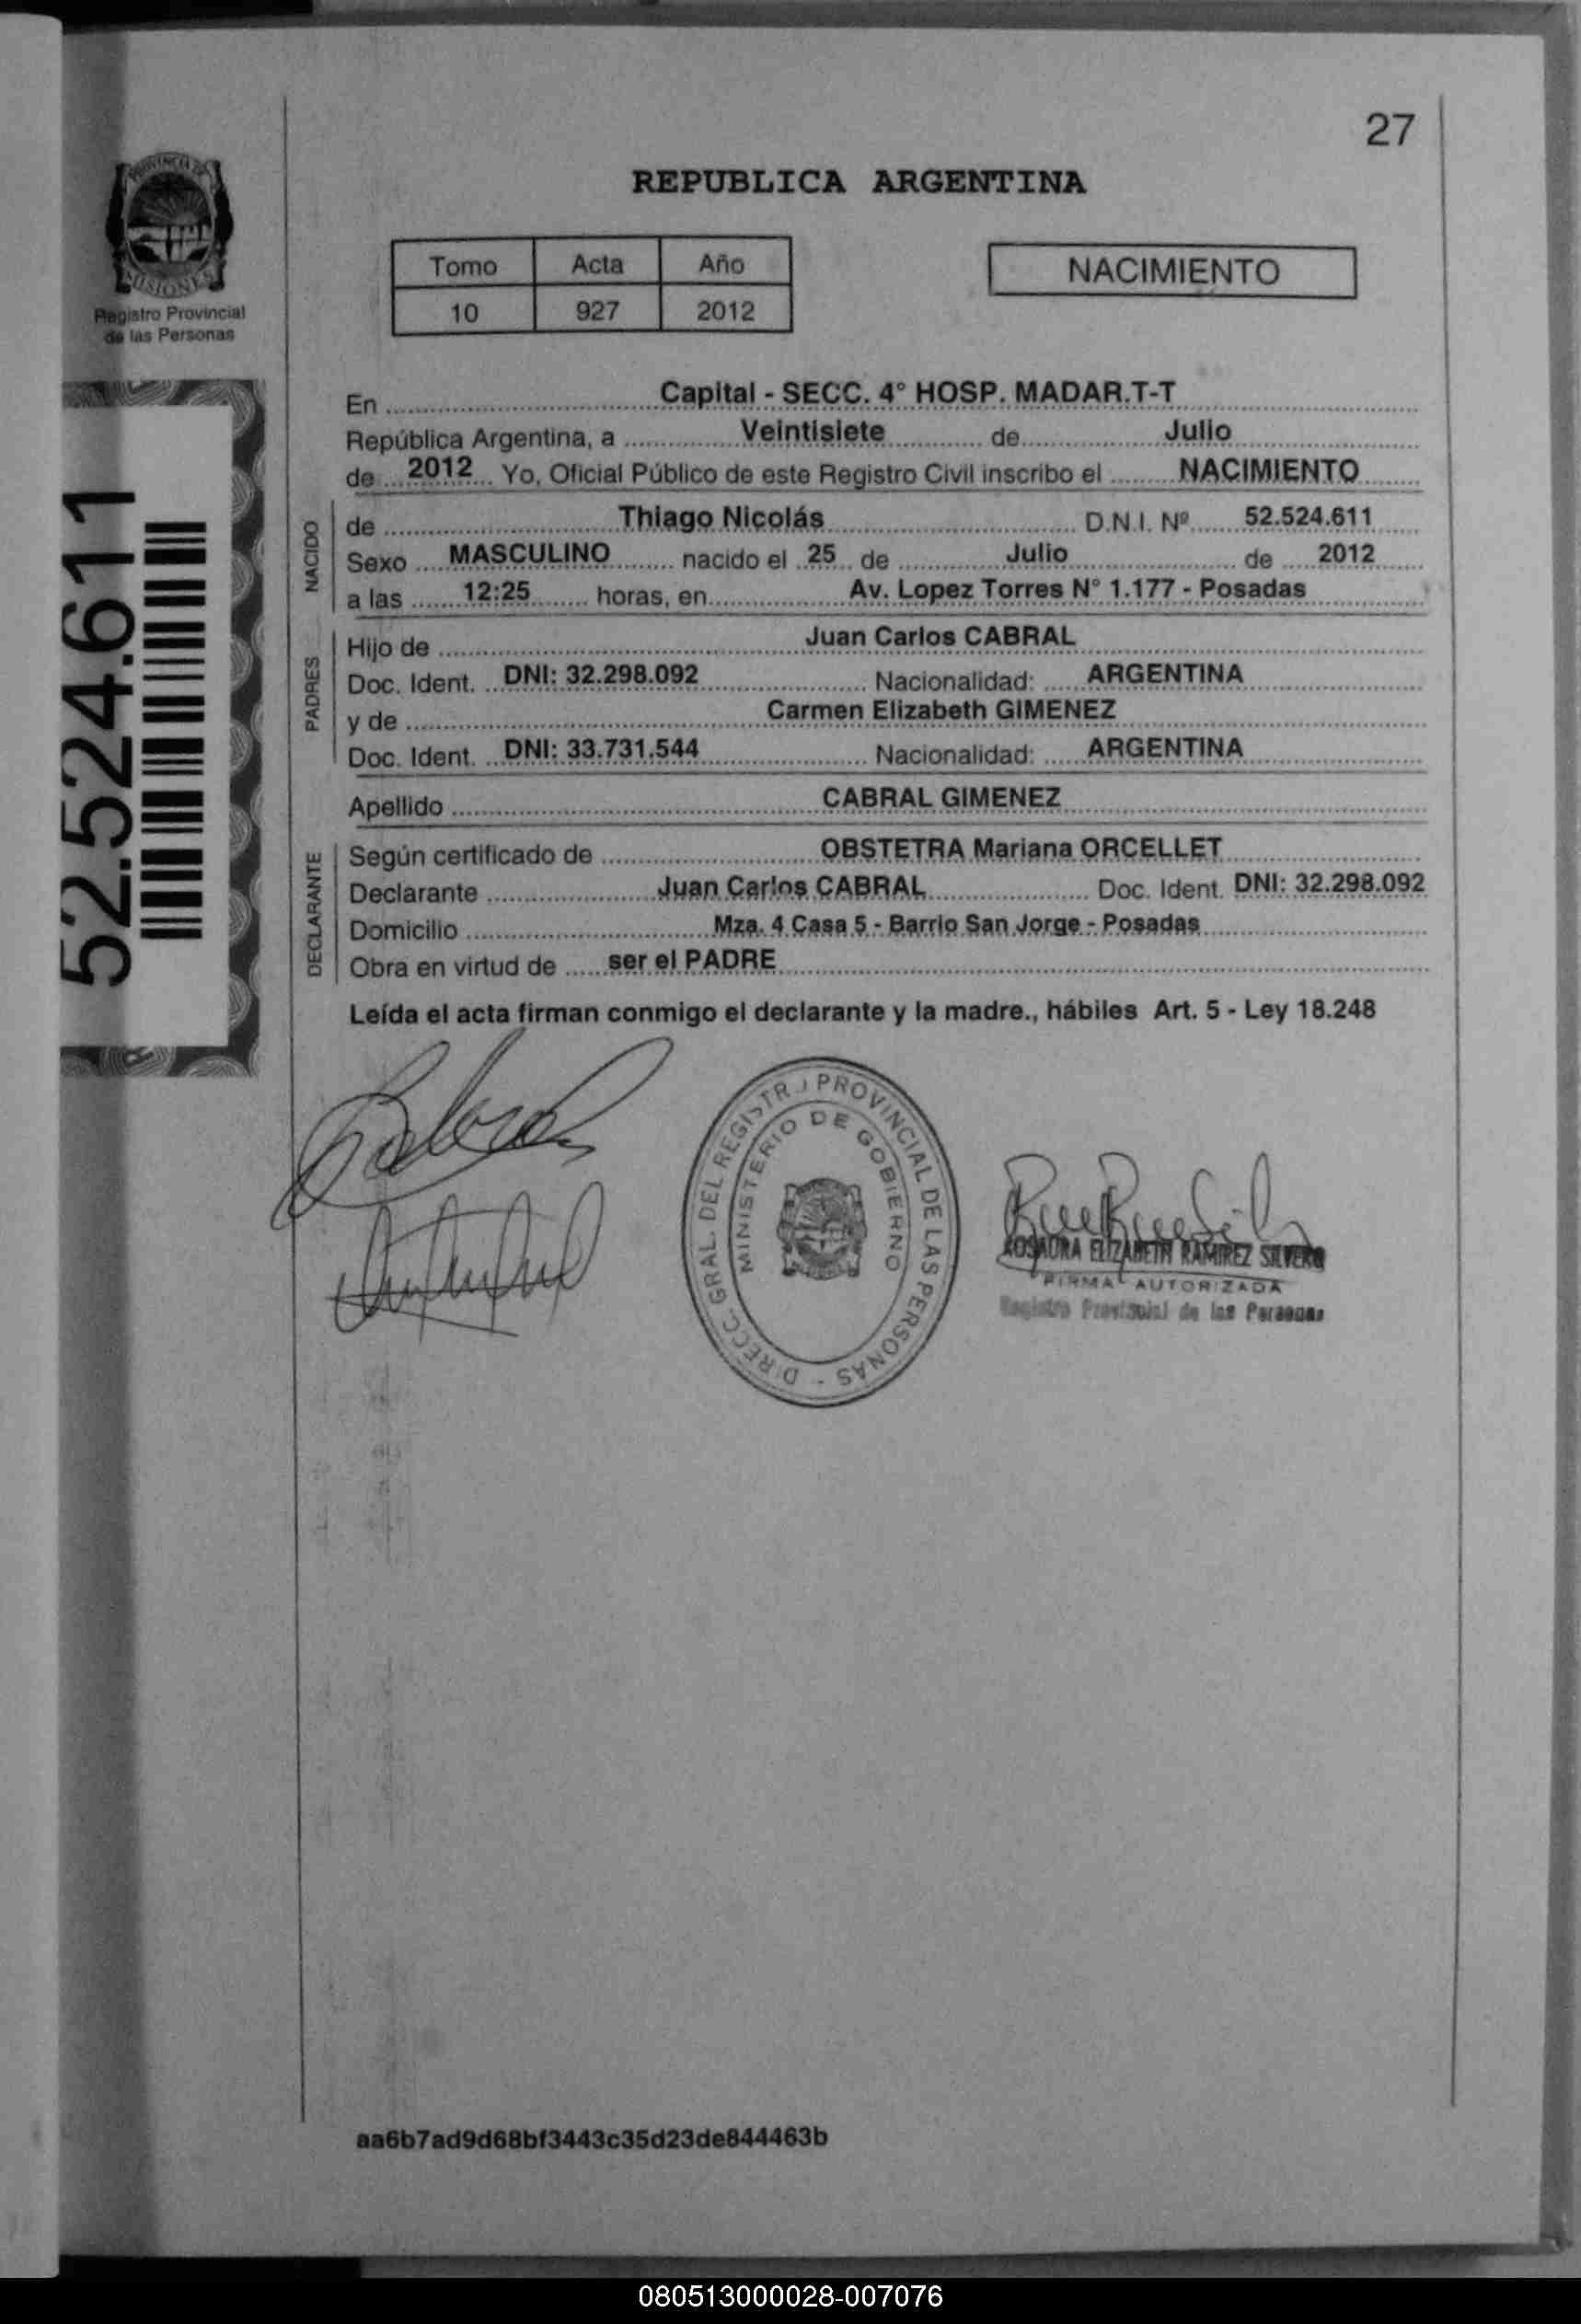 27
PROVINCIA DE
MISIONES
Registro Provincial
de las Personas
REPUBLICA ARGENTINA
Tomo Acta Año
10 927 2012
NACIMIENTO
52.524.611
En Capital - SECC. 4° HOSP. MADAR.T-T
República Argentina, a Veintisiete de Julio
de 2012 Yo, Oficial Público de este Registro Civil inscribo el NACIMIENTO
NACIDO
de Thiago Nicolás D.N.I. Nº 52.524.611
Sexo MASCULINO nacido el 25 de Julio de 2012
a las 12:25 horas, en Av. Lopez Torres N° 1.177 - Posadas
PADRES
Hijo de Juan Carlos CABRAL
Doc. Ident. DNI: 32.298.092 Nacionalidad: ARGENTINA
y de Carmen Elizabeth GIMENEZ
Doc. Ident. DNI: 33.731.544 Nacionalidad: ARGENTINA
Apellido CABRAL GIMENEZ
DECLARANTE
Según certificado de OBSTETRA Mariana ORCELLET
Declarante Juan Carlos CABRAL Doc. Ident. DNI: 32.298.092
Domicilio Mza. 4 Casa 5 - Barrio San Jorge - Posadas
Obra en virtud de ser el PADRE
Leída el acta firman conmigo el declarante y la madre., hábiles Art. 5 - Ley 18.248
DIRECC. GRAL. DEL REGISTRO PROVINCIAL DE LAS PERSONAS -
MINISTERIO DE GOBIERNO
ROSAURA ELIZABETH RAMIREZ SILVERO
FIRMA AUTORIZADA
Registro Provincial de las Personas
aa6b7ad9d68bf3443c35d23de844463b
080513000028-007076